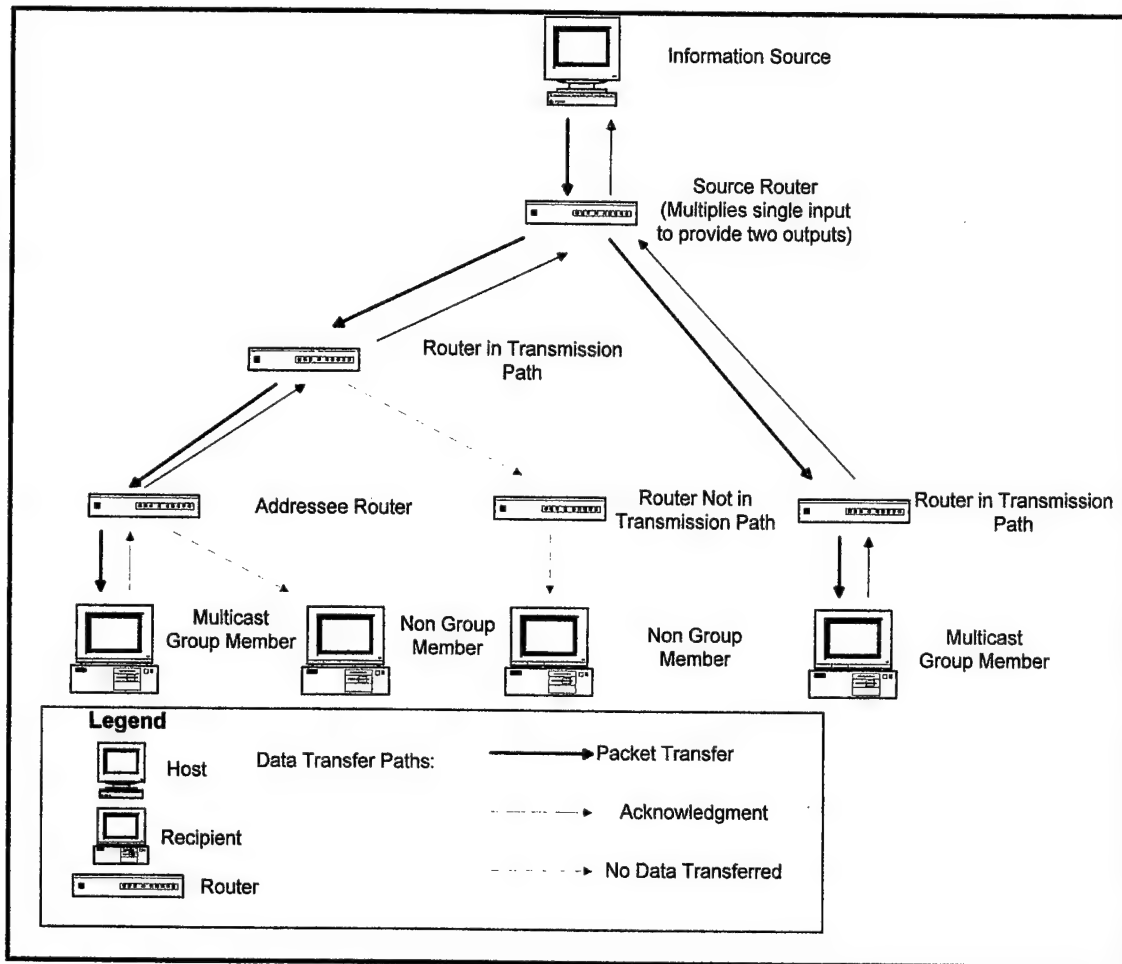 Information Source
Source Router
(Multiplies single input
to provide two outputs)
Router in Transmission
Path
Addressee Router
Router Not in
Transmission Path
Router in Transmission
Path
Multicast
Group Member
Non Group
Member
Non Group
Member
Multicast
Group Member
Legend
Host
Data Transfer Paths:
Packet Transfer
Acknowledgment
Recipient
No Data Transferred
Router